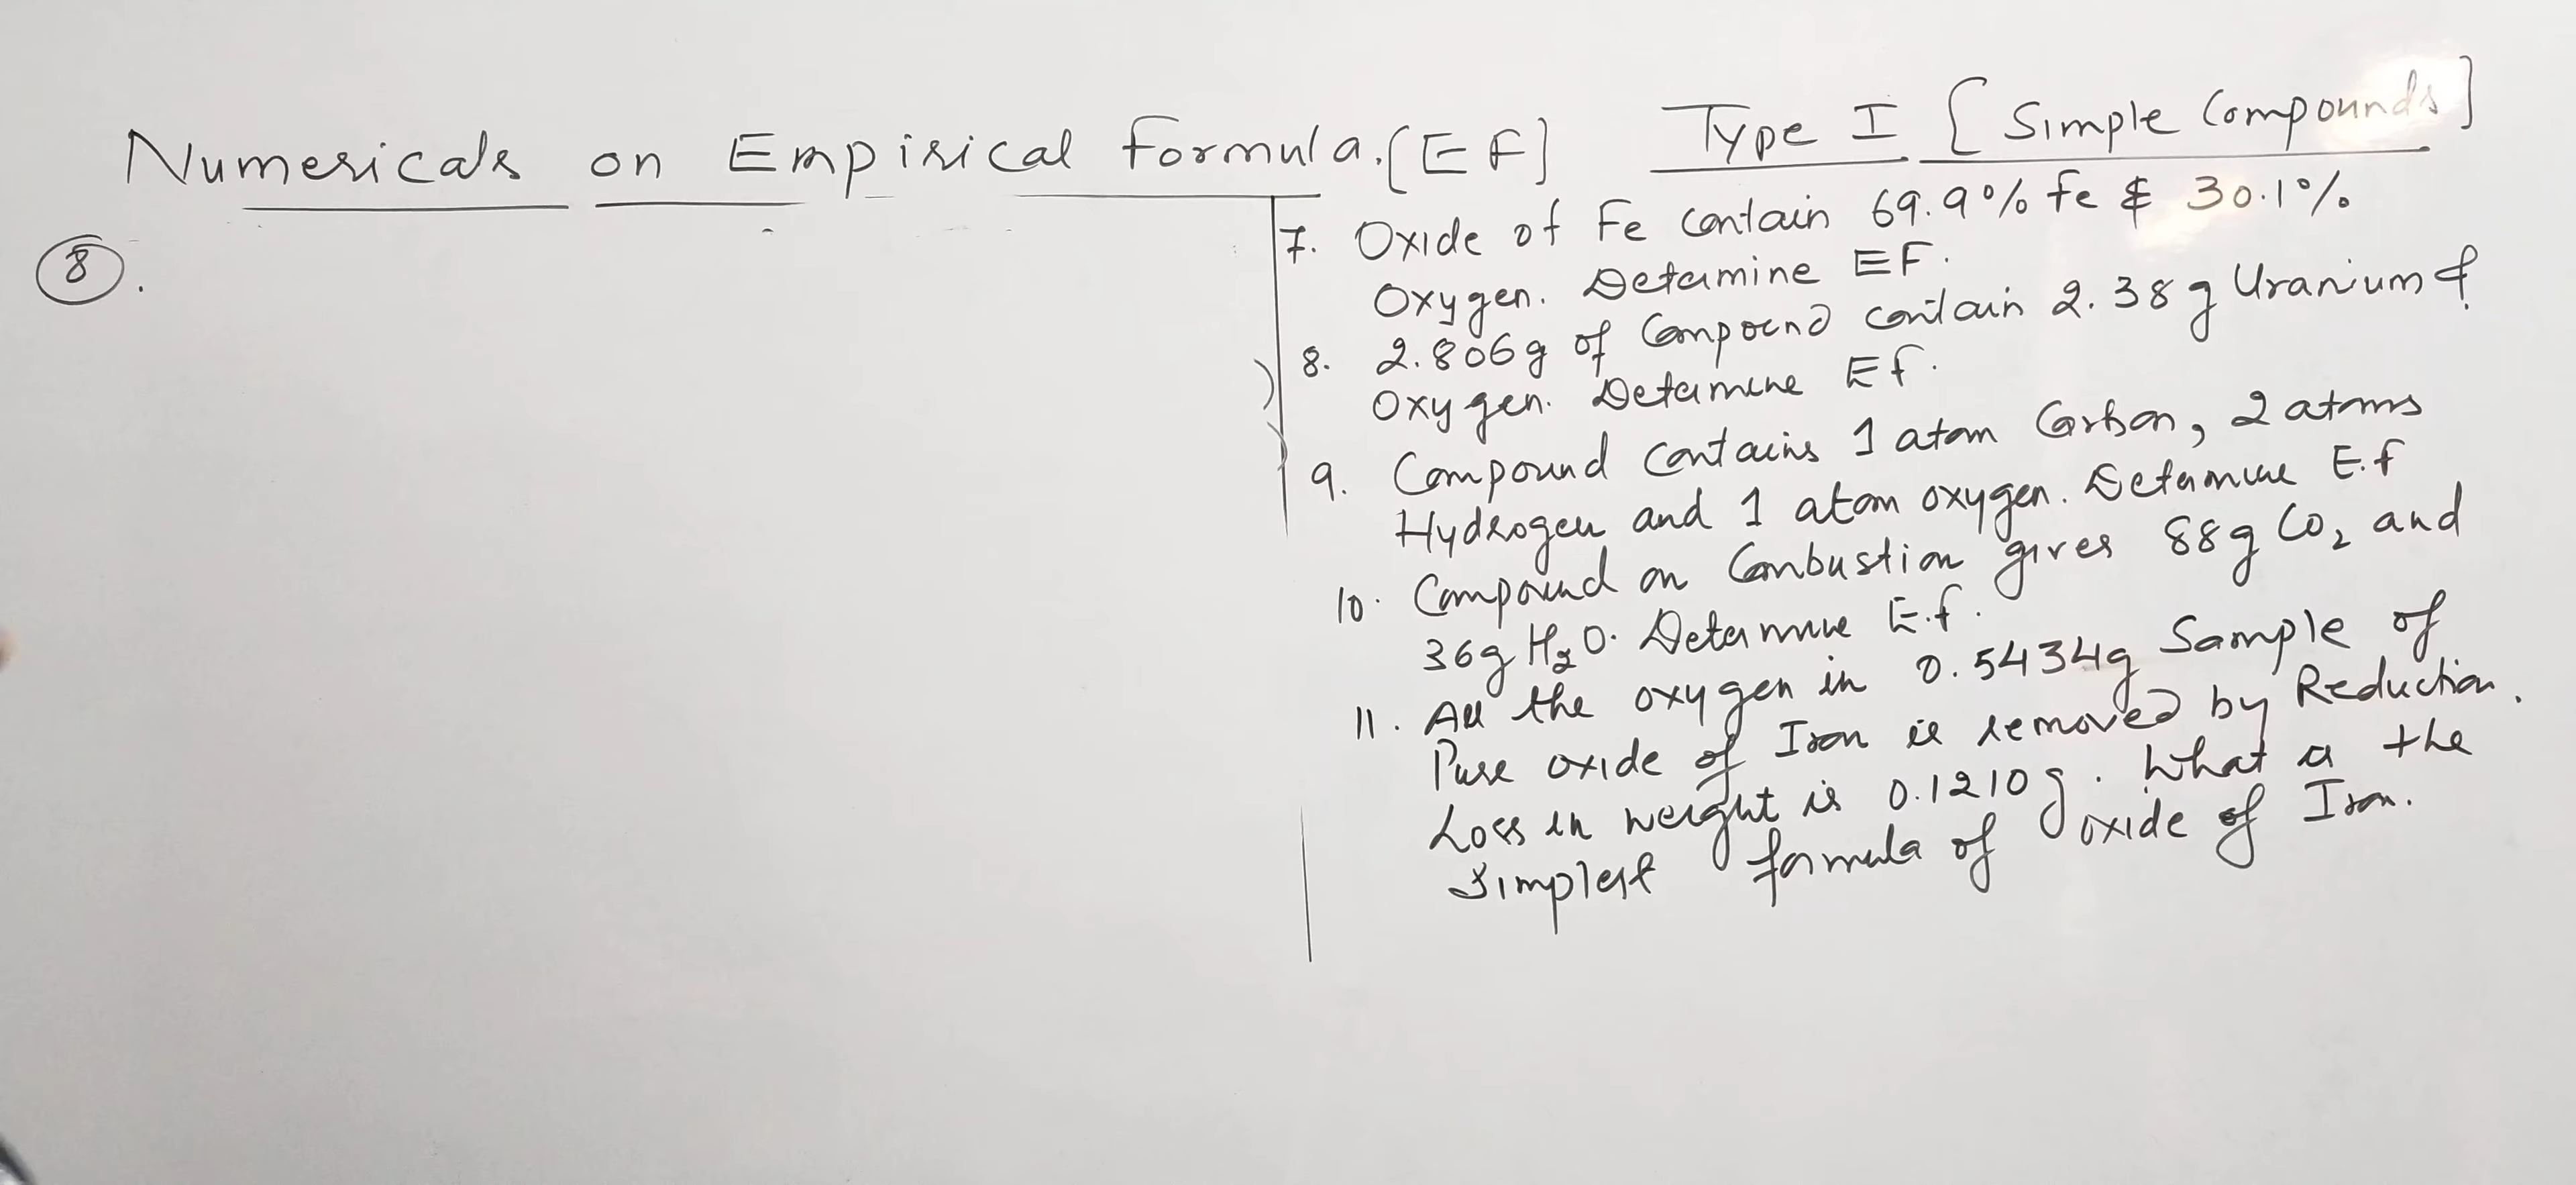 Numericals on Empirical Formula. [EF] Type I [Simple Compounds]
8.
7. Oxide of Fe contain 69.9% Fe & 30.1%
Oxygen. Determine EF.
8. 2.806g of Compound contain 2.38g Uranium &
Oxygen. Determine EF.
9. Compound contains 1 atom Carbon, 2 atoms
Hydrogen and 1 atom oxygen. Determine E.F
10. Compound on Combustion gives 88g CO₂ and
36g H₂O. Determine E.F.
11. All the oxygen in 0.5434g Sample of
Pure oxide of Iron is removed by Reduction.
Loss in weight is 0.1210g. What is the
Simplest formula of oxide of Iron.